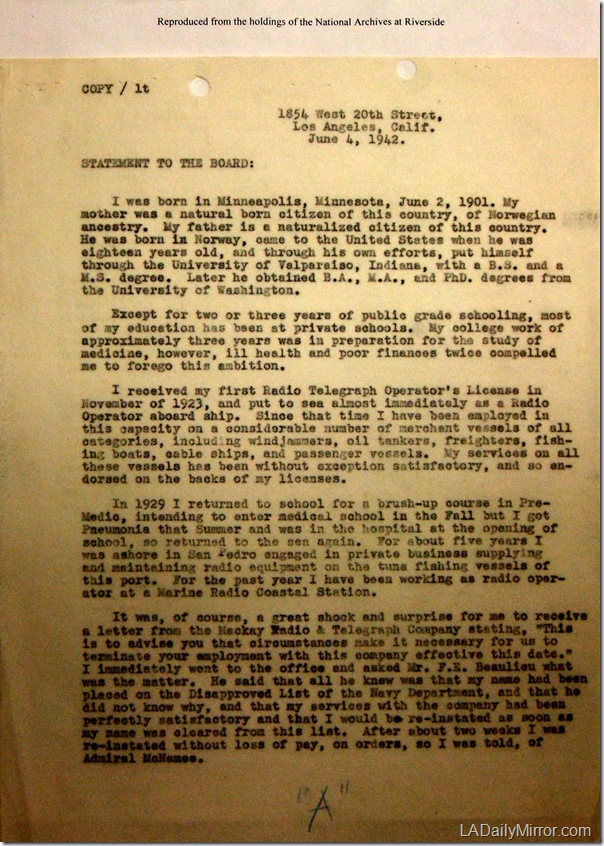 Reproduced from the holdings of the National Archives at Riverside
COPY / lt
1854 West 20th Street,
Los Angeles, Calif.
June 4, 1942.
STATEMENT TO THE BOARD:
I was born in Minneapolis, Minnesota, June 2, 1901. My
mother was a natural born citizen of this country, of Norwegian
ancestry. My father is a naturalized citizen of this country.
He was born in Norway, came to the United States when he was
eighteen years old, and through his own efforts, put himself
through the University of Valparaiso, Indiana, with a B.S. and a
M.S. degree. Later he obtained B.A., M.A., and PhD. degrees from
the University of Washington.
Except for two or three years of public grade schooling, most
of my education has been at private schools. My college work of
approximately three years was in preparation for the study of
medicine, however, ill health and poor finances twice compelled
me to forego this ambition.
I received my first Radio Telegraph Operator's License in
November of 1923, and put to sea almost immediately as a Radio
Operator aboard ship. Since that time I have been employed in
this capacity on a considerable number of merchant vessels of all
categories, including windjammers, oil tankers, freighters, fish-
ing boats, cable ships, and passenger vessels. My services on all
these vessels has been without exception satisfactory, and so en-
dorsed on the backs of my licenses.
In 1929 I returned to school for a brush-up course in Pre-
Medic, intending to enter medical school in the Fall but I got
Pneumonia that Summer and was in the hospital at the opening of
school, so returned to the sea again. For about five years I
was ashore in San Pedro engaged in private business supplying
and maintaining radio equipment on the tuna fishing vessels of
this port. For the past year I have been working as radio oper-
ator at a Marine Radio Coastal Station.
It was, of course, a great shock and surprise for me to receive
a letter from the Mackay Radio & Telegraph Company stating, "This
is to advise you that circumstances make it necessary for us to
terminate your employment with this company effective this date."
I immediately went to the office and asked Mr. F.E. Beaulieu what
was the matter. He said that all he knew was that my name had been
placed on the Disapproved List of the Navy Department, and that he
did not know why, and that my services with the company had been
perfectly satisfactory and that I would be re-instated as soon as
my name was cleared from this list. After about two weeks I was
re-instated without loss of pay, on orders, so I was told, of
Admiral McNamee.
"A"
LADailyMirror.com